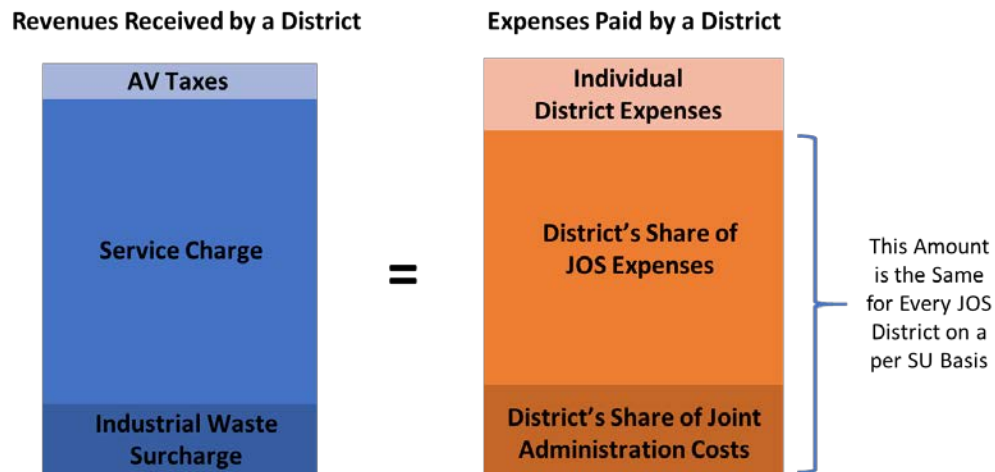 Revenues Received by a District
Expenses Paid by a District
AV Taxes
Service Charge
Industrial Waste
Surcharge
=
Individual
District Expenses
District's Share of
JOS Expenses
District's Share of Joint
Administration Costs
This Amount
is the Same
for Every JOS
District on a
per SU Basis